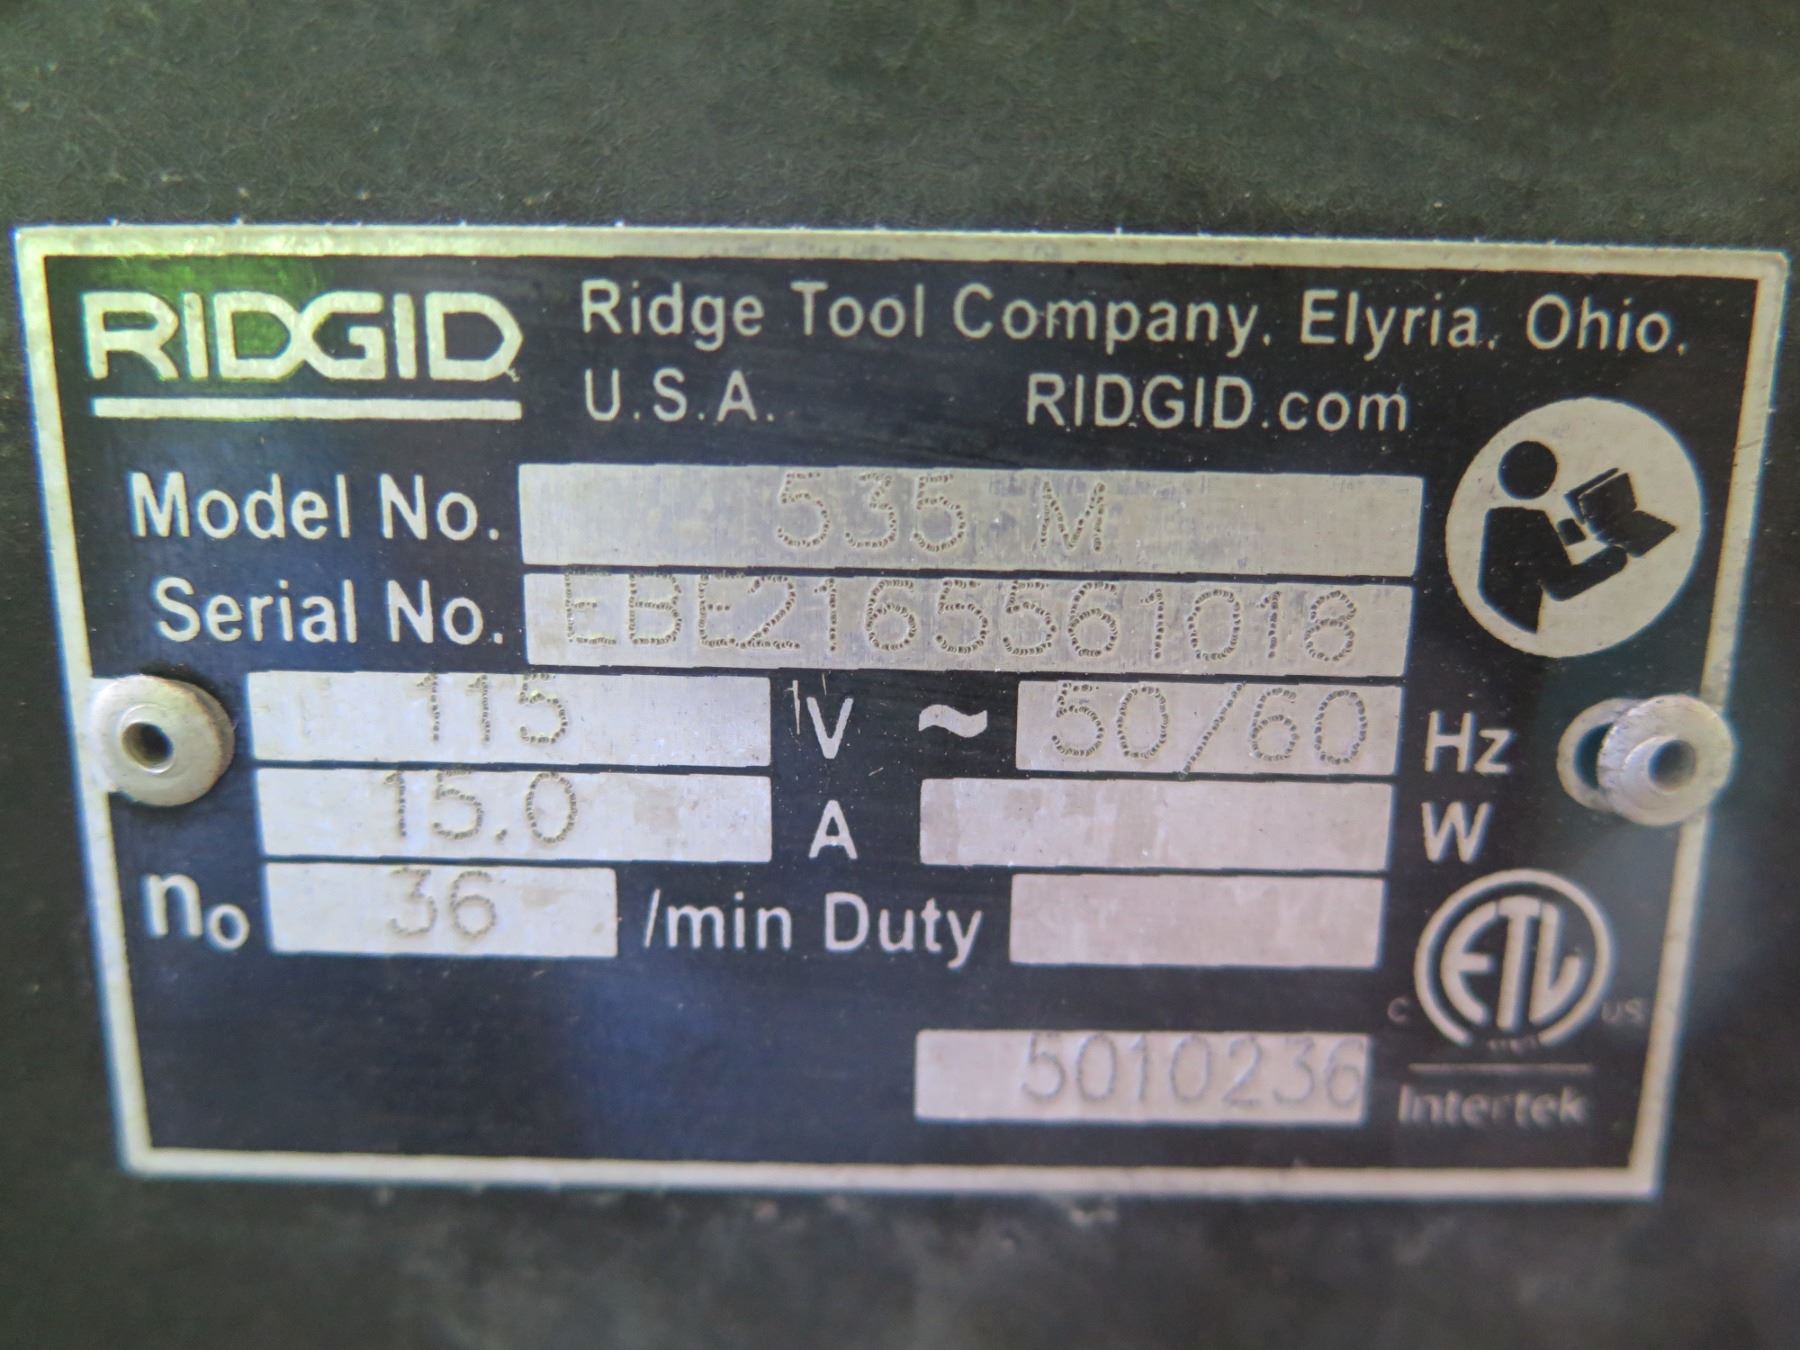 RIDGID Ridge Tool Company, Elyria, Ohio,
U.S.A. RIDGID.com
Model No. 535 M
Serial No. EBE2165561018
115 V ~ 50/60 Hz
15.0 A W
no 36 /min Duty
C ETL US
5010236
Intertek